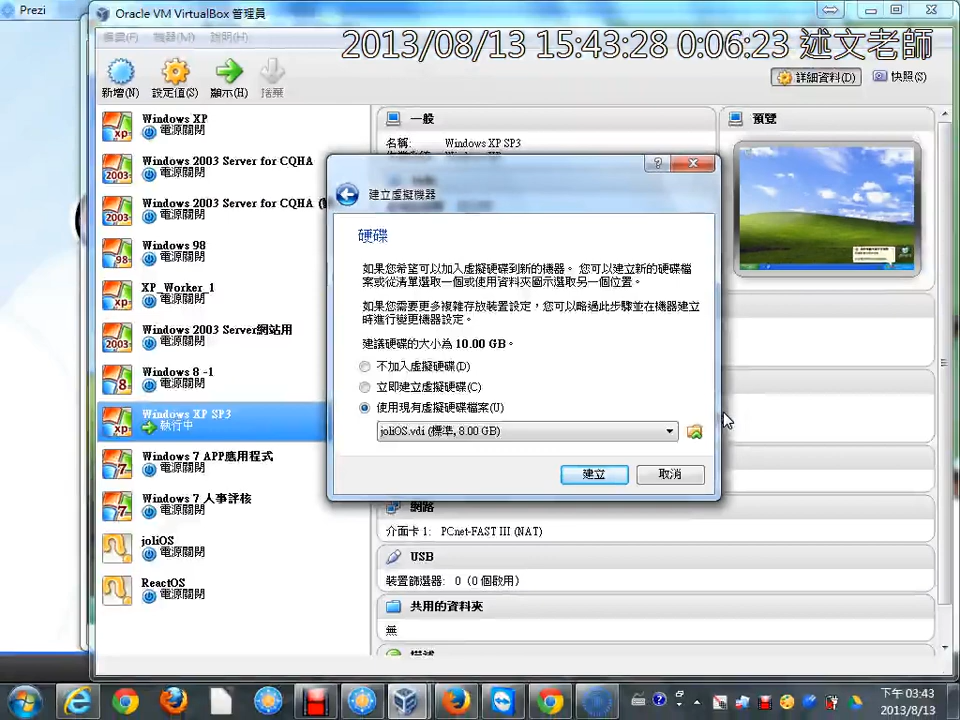 Prezi
Oracle VM VirtualBox 管理員
檔案(F) 機器(M) 說明(H)
2013/08/13 15:43:28 0:06:23 述文老師
新增(N) 設定值(S) 顯示(H) 捨棄
詳細資料(D) 快照(S)
Windows XP
電源關閉
Windows 2003 Server for CQHA
電源關閉
Windows 2003 Server for CQHA (
電源關閉
Windows 98
電源關閉
XP_Worker_1
電源關閉
Windows 2003 Server網站用
電源關閉
Windows 8 -1
電源關閉
Windows XP SP3
執行中
Windows 7 APP應用程式
電源關閉
Windows 7 人事評核
電源關閉
joliOS
電源關閉
ReactOS
電源關閉
一般
名稱: Windows XP SP3
預覽
建立虛擬機器
硬碟
如果您希望可以加入虛擬硬碟到新的機器。您可以建立新的硬碟檔
案或從清單選取一個或使用資料夾圖示選取另一個位置。
如果您需要更多複雜存放裝置設定，您可以略過此步驟並在機器建立
時進行變更機器設定。
建議硬碟的大小為 10.00 GB。
不加入虛擬硬碟(D)
立即建立虛擬硬碟(C)
使用現有虛擬硬碟檔案(U)
joliOS.vdi (標準, 8.00 GB)
建立 取消
網路
介面卡 1: PCnet-FAST III (NAT)
USB
裝置篩選器: 0 (0 個啟用)
共用的資料夾
無
描述
下午 03:43
2013/8/13